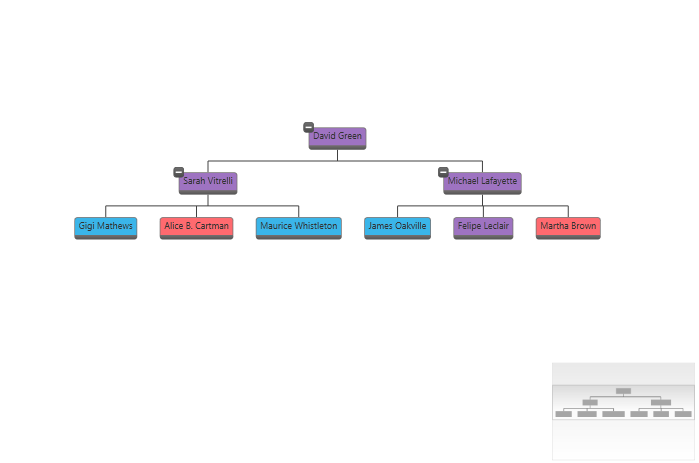 David Green
Sarah Vitrelli
Michael Lafayette
Gigi Mathews
Alice B. Cartman
Maurice Whistleton
James Oakville
Felipe Leclair
Martha Brown